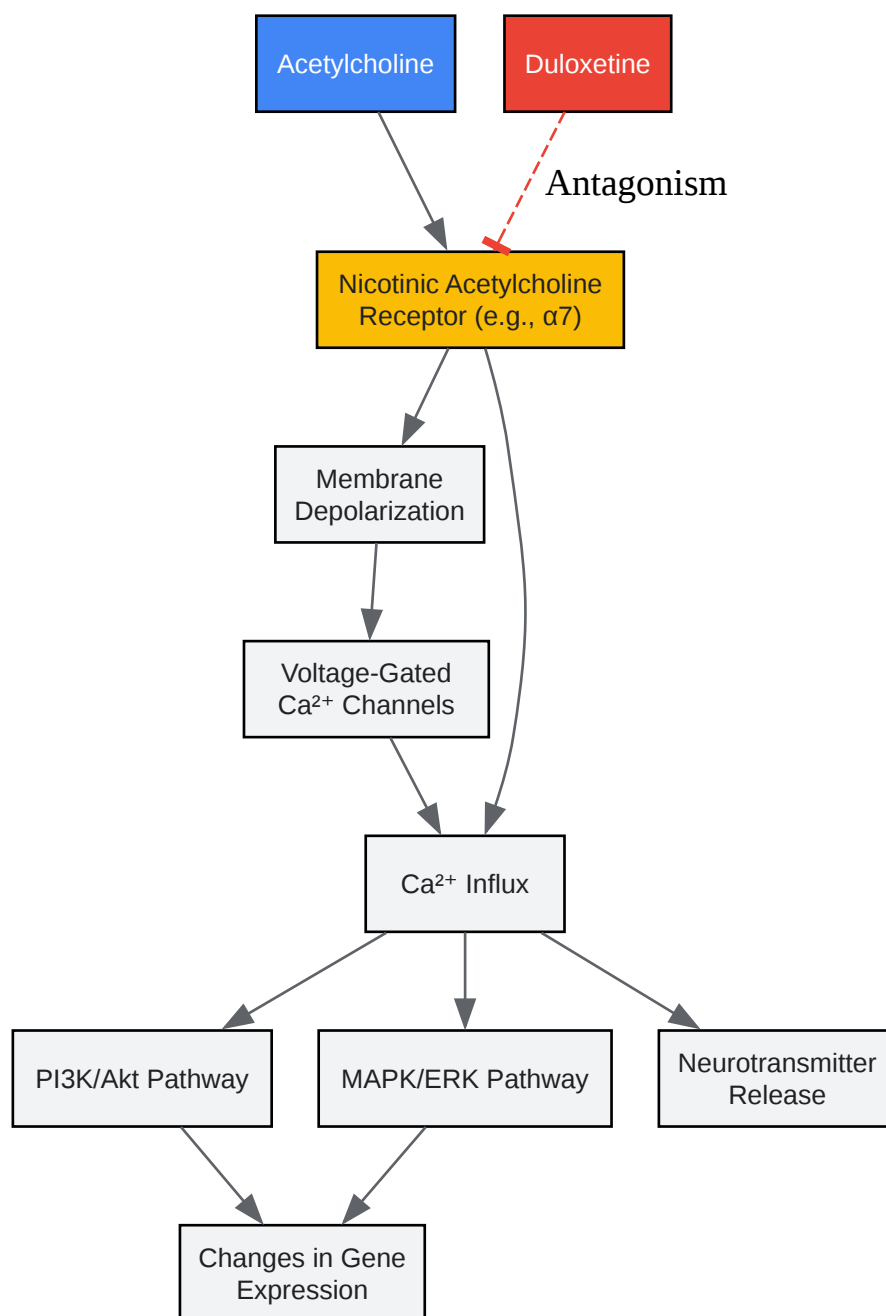 Acetylcholine
Duloxetine
Antagonism
Nicotinic Acetylcholine
Receptor (e.g., α7)
Membrane
Depolarization
Voltage-Gated
Ca²⁺ Channels
Ca²⁺ Influx
PI3K/Akt Pathway
MAPK/ERK Pathway
Neurotransmitter
Release
Changes in Gene
Expression